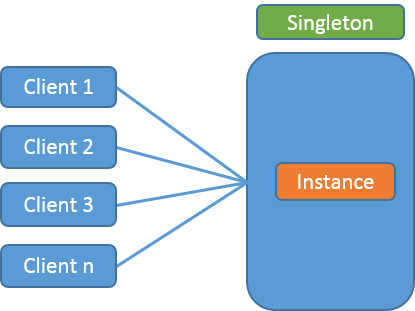 Singleton
Client 1
Client 2
Client 3
Client n
Instance